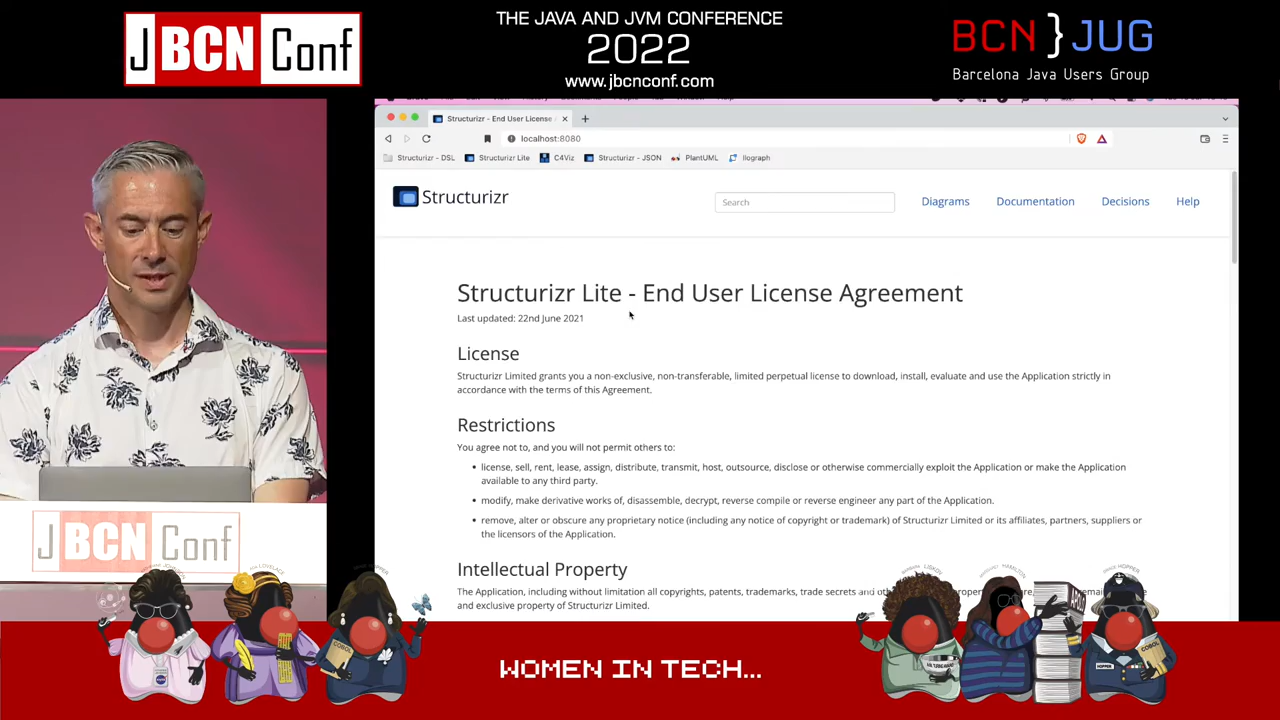 JBCNConf
THE JAVA AND JVM CONFERENCE
2022
www.jbcnconf.com
BCN}JUG
Barcelona Java Users Group
Structurizr - End User License
localhost:8080
Structurizr - DSL
Structurizr Lite
C4Viz
Structurizr - JSON
PlantUML
Ilograph
Structurizr
Search
Diagrams
Documentation
Decisions
Help
Structurizr Lite - End User License Agreement
Last updated: 22nd June 2021
License
Structurizr Limited grants you a non-exclusive, non-transferable, limited perpetual license to download, install, evaluate and use the Application strictly in
accordance with the terms of this Agreement.
Restrictions
You agree not to, and you will not permit others to:
• license, sell, rent, lease, assign, distribute, transmit, host, outsource, disclose or otherwise commercially exploit the Application or make the Application
available to any third party.
• modify, make derivative works of, disassemble, decrypt, reverse compile or reverse engineer any part of the Application.
• remove, alter or obscure any proprietary notice (including any notice of copyright or trademark) of Structurizr Limited or its affiliates, partners, suppliers or
the licensors of the Application.
Intellectual Property
The Application, including without limitation all copyrights, patents, trademarks, trade secrets and
and exclusive property of Structurizr Limited.
JBCNConf
LOVELACE
LISKOV
HAMILTON
HOPPER
COBOL
COBOL
HOPPER
WOMEN IN TECH...